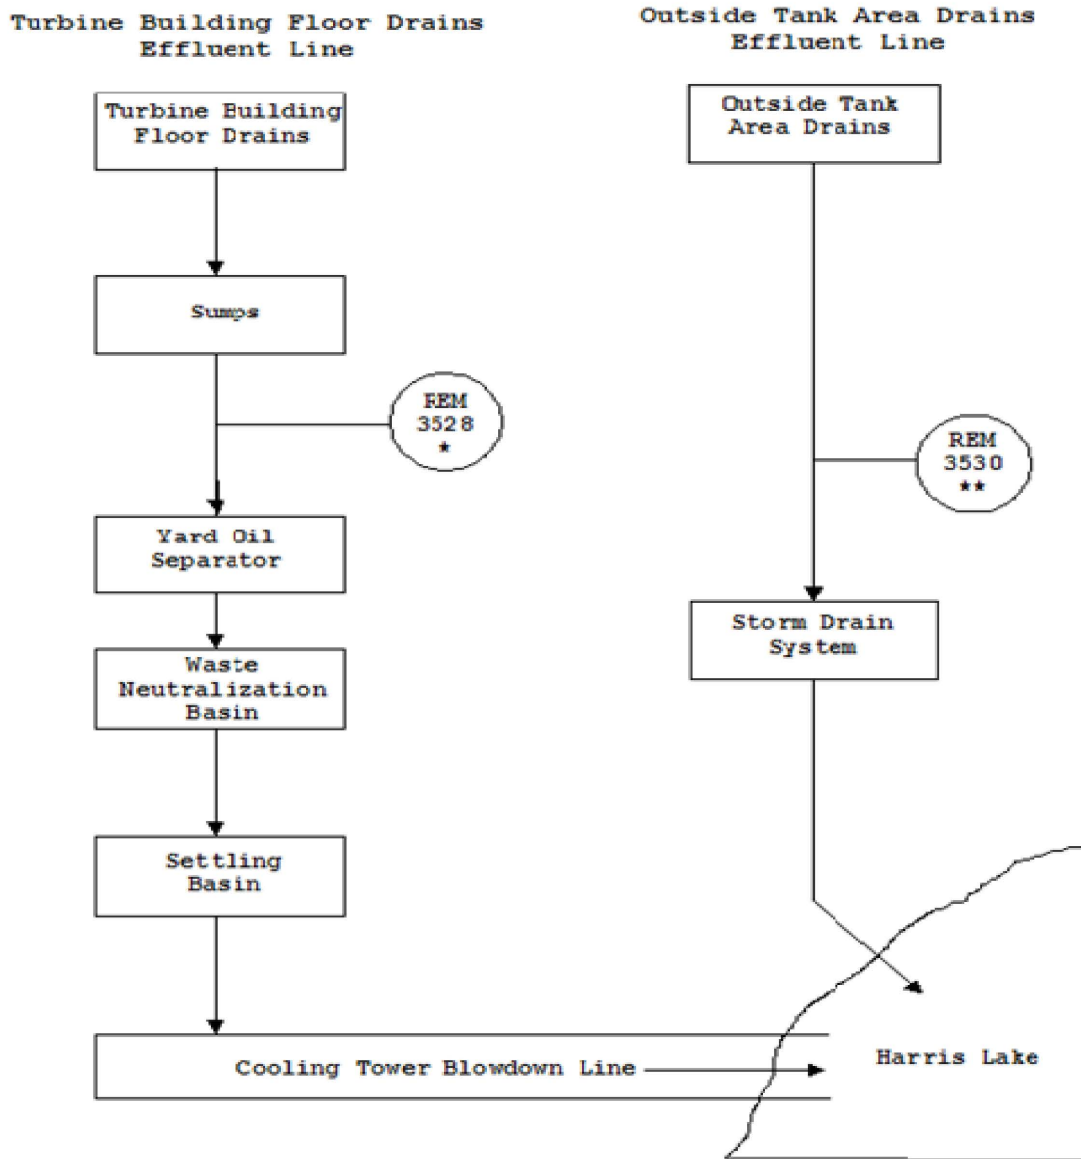 Turbine Building Floor Drains
Effluent Line
Outside Tank Area Drains
Effluent Line
Turbine Building
Floor Drains
Outside Tank
Area Drains
Sumps
REM
3528
★
REM
3530
★★
Yard Oil
Separator
Storm Drain
System
Waste
Neutralization
Basin
Settling
Basin
Cooling Tower Blowdown Line
Harris Lake